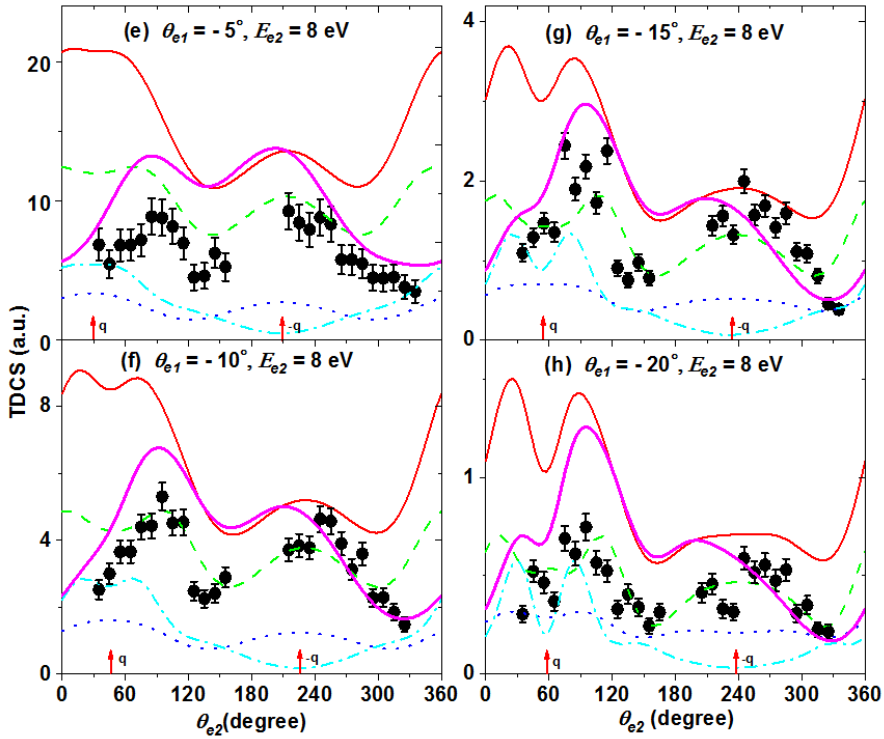 (e) θe1 = - 5°, Ee2 = 8 eV
20
10
0
q
-q
(f) θe1 = - 10°, Ee2 = 8 eV
8
4
0
q
-q
0 60 120 180 240 300 360
θe2(degree)
TDCS (a.u.)
(g) θe1 = - 15°, Ee2 = 8 eV
4
2
0
q
-q
(h) θe1 = - 20°, Ee2 = 8 eV
1
0
q
-q
0 60 120 180 240 300 360
θe2 (degree)